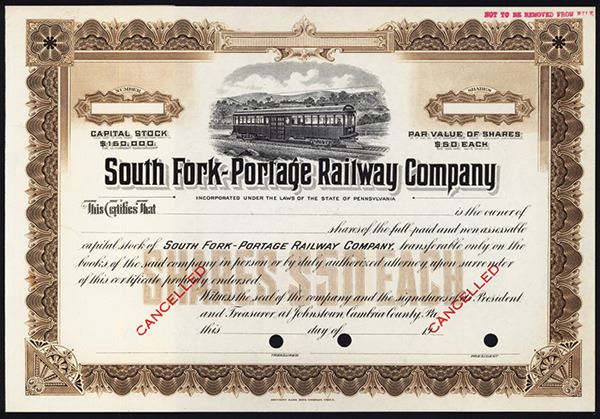 NOT TO BE REMOVED FROM FILE
NUMBER
SHARES
CAPITAL STOCK
$150,000.
PAR VALUE OF SHARES
$50 EACH
South Fork-Portage Railway Company
INCORPORATED UNDER THE LAWS OF THE STATE OF PENNSYLVANIA
This Certifies That is the owner of
shares of the full paid and non assessable
capital stock of SOUTH FORK-PORTAGE RAILWAY COMPANY, transferable only on the
books of the said company in person or by duly authorized attorney, upon surrender
of this certificate properly endorsed.
SHARES $50 EACH
Witness the seal of the company and the signatures of its President
and Treasurer, at Johnstown, Cambria County, Pa.
this day of 19
CANCELLED
CANCELLED
TREASURER
PRESIDENT